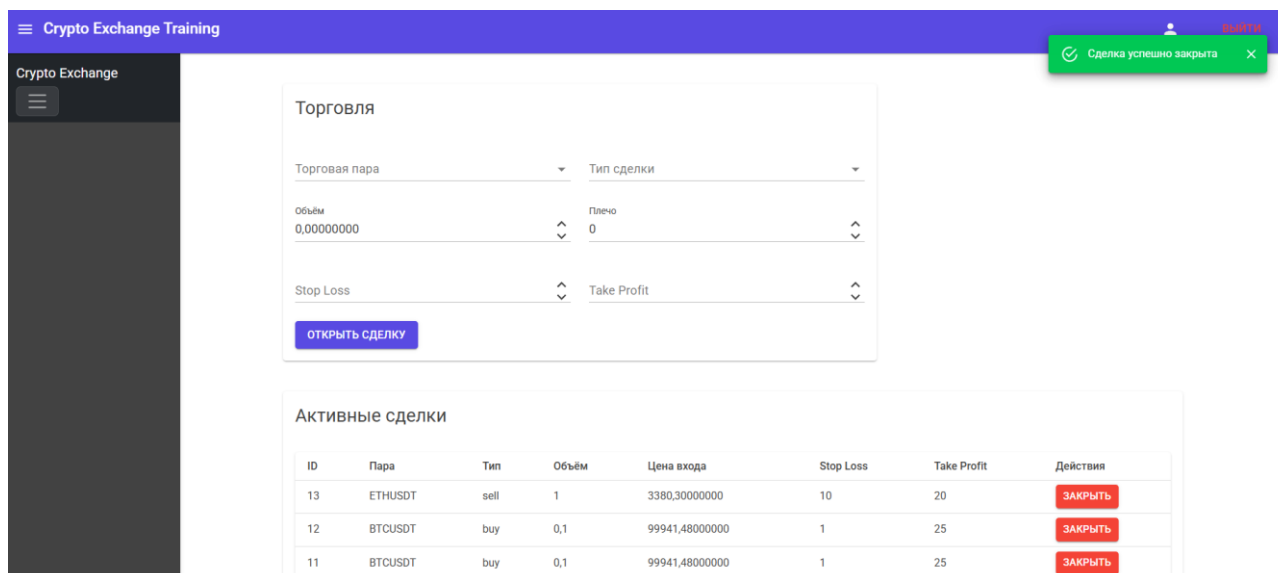 Crypto Exchange Training
ВЫЙТИ
Сделка успешно закрыта
Crypto Exchange
Торговля
Торговая пара Тип сделки
Объём Плечо
0,00000000 0
Stop Loss Take Profit
ОТКРЫТЬ СДЕЛКУ
Активные сделки
ID Пара Тип Объём Цена входа Stop Loss Take Profit Действия
13 ETHUSDT sell 1 3380,30000000 10 20 ЗАКРЫТЬ
12 BTCUSDT buy 0,1 99941,48000000 1 25 ЗАКРЫТЬ
11 BTCUSDT buy 0,1 99941,48000000 1 25 ЗАКРЫТЬ